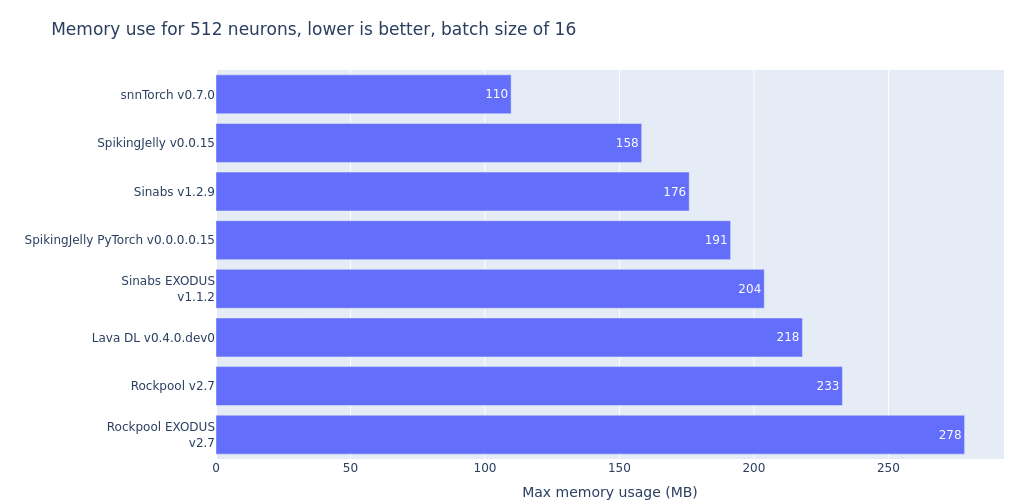 Memory use for 512 neurons, lower is better, batch size of 16
snnTorch v0.7.0
110
SpikingJelly v0.0.15
158
Sinabs v1.2.9
176
SpikingJelly PyTorch v0.0.0.0.15
191
Sinabs EXODUS
v1.1.2
204
Lava DL v0.4.0.dev0
218
Rockpool v2.7
233
Rockpool EXODUS
v2.7
278
0 50 100 150 200 250
Max memory usage (MB)